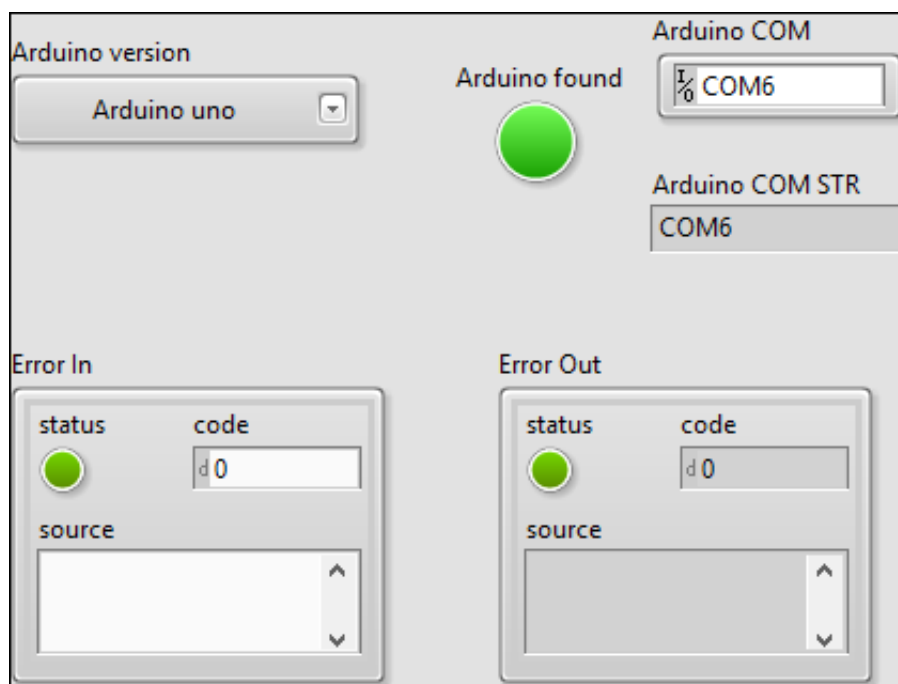 Arduino version
Arduino uno
Arduino found
Arduino COM
I/O COM6
Arduino COM STR
COM6
Error In
status code
d 0
source
Error Out
status code
d 0
source